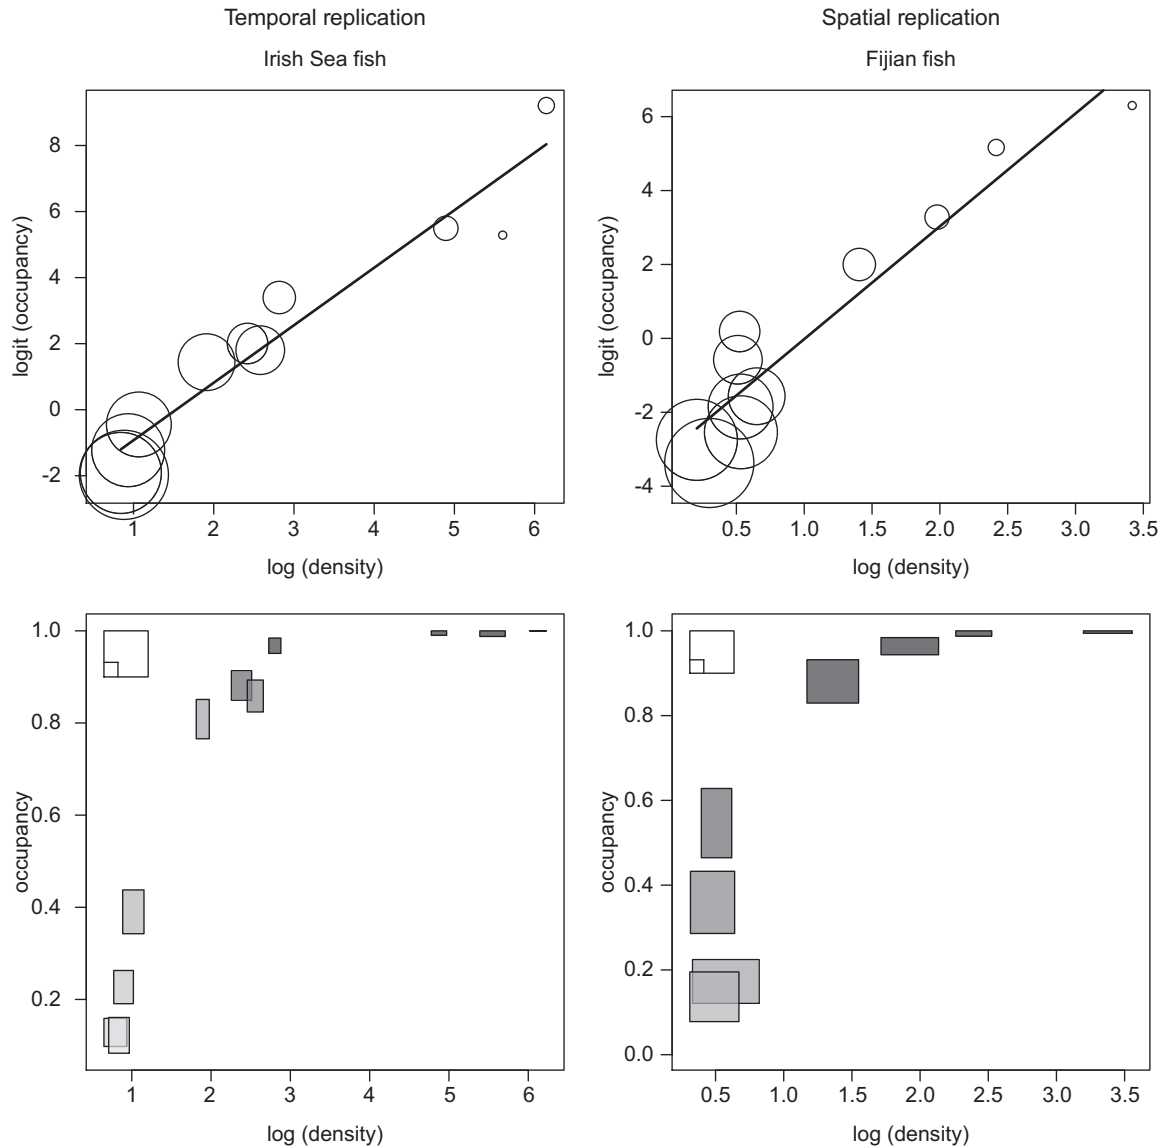 Temporal replication
Spatial replication
Irish Sea fish
Fijian fish
logit (occupancy)
8
6
4
2
0
-2
1 2 3 4 5 6
log (density)
logit (occupancy)
6
4
2
0
-2
-4
0.5 1.0 1.5 2.0 2.5 3.0 3.5
log (density)
occupancy
1.0
0.8
0.6
0.4
0.2
1 2 3 4 5 6
log (density)
occupancy
1.0
0.8
0.6
0.4
0.2
0.0
0.5 1.0 1.5 2.0 2.5 3.0 3.5
log (density)